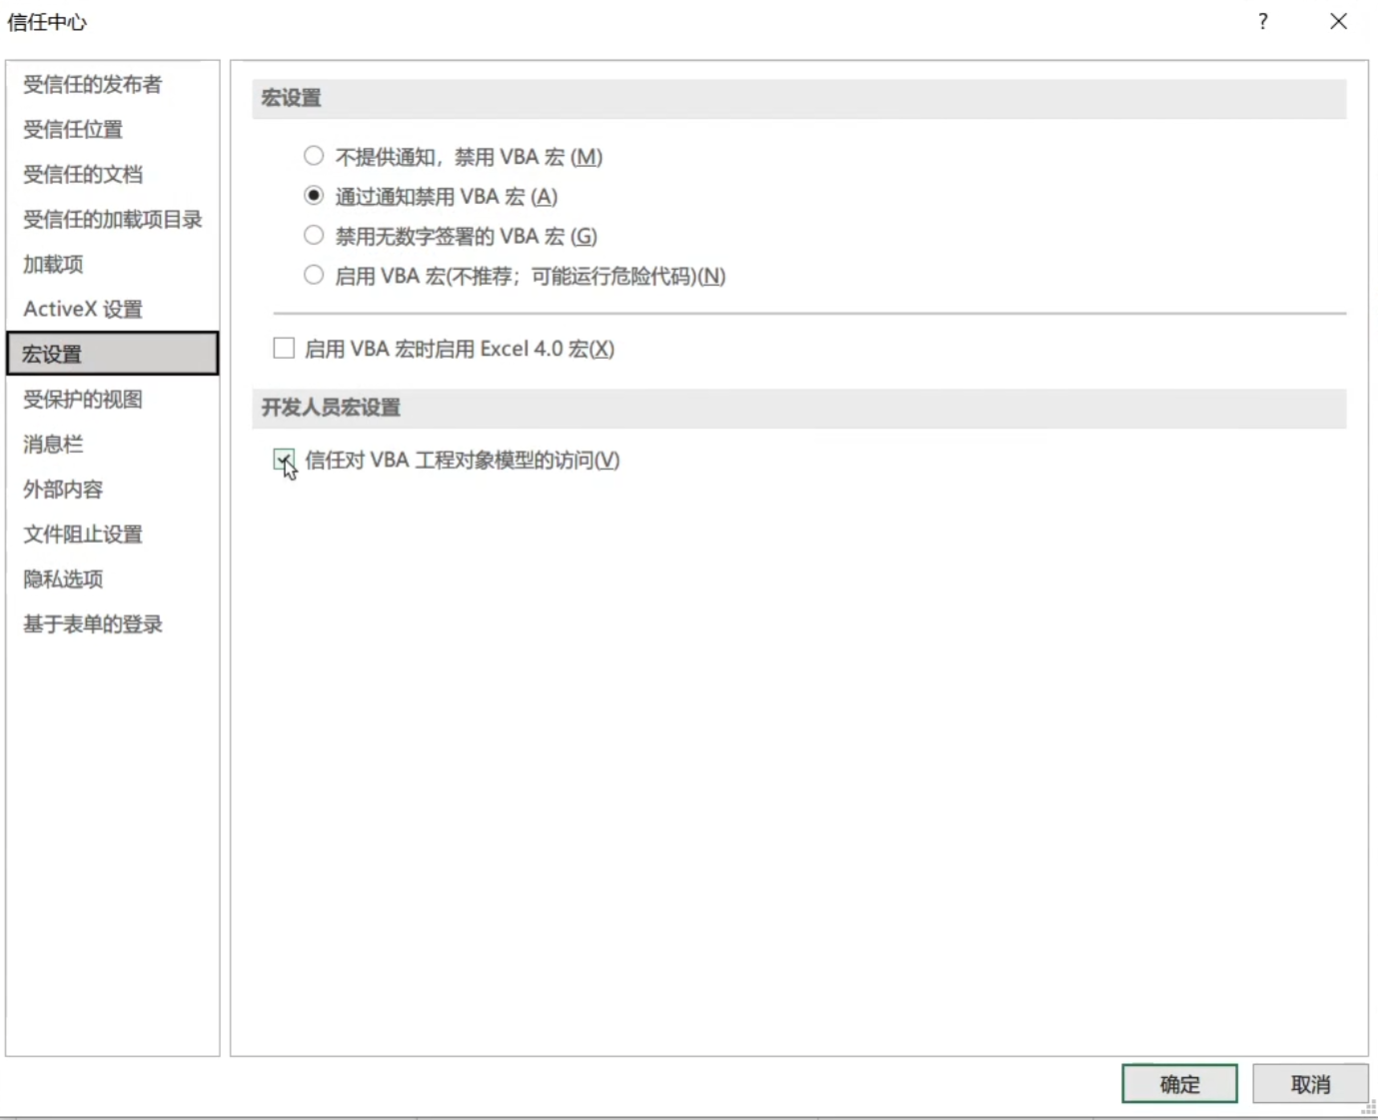 信任中心
?
受信任的发布者
受信任位置
受信任的文档
受信任的加载项目录
加载项
ActiveX 设置
宏设置
受保护的视图
消息栏
外部内容
文件阻止设置
隐私选项
基于表单的登录
宏设置
不提供通知，禁用 VBA 宏 (M)
通过通知禁用 VBA 宏 (A)
禁用无数字签署的 VBA 宏 (G)
启用 VBA 宏(不推荐；可能运行危险代码)(N)
启用 VBA 宏时启用 Excel 4.0 宏(X)
开发人员宏设置
信任对 VBA 工程对象模型的访问(V)
确定
取消